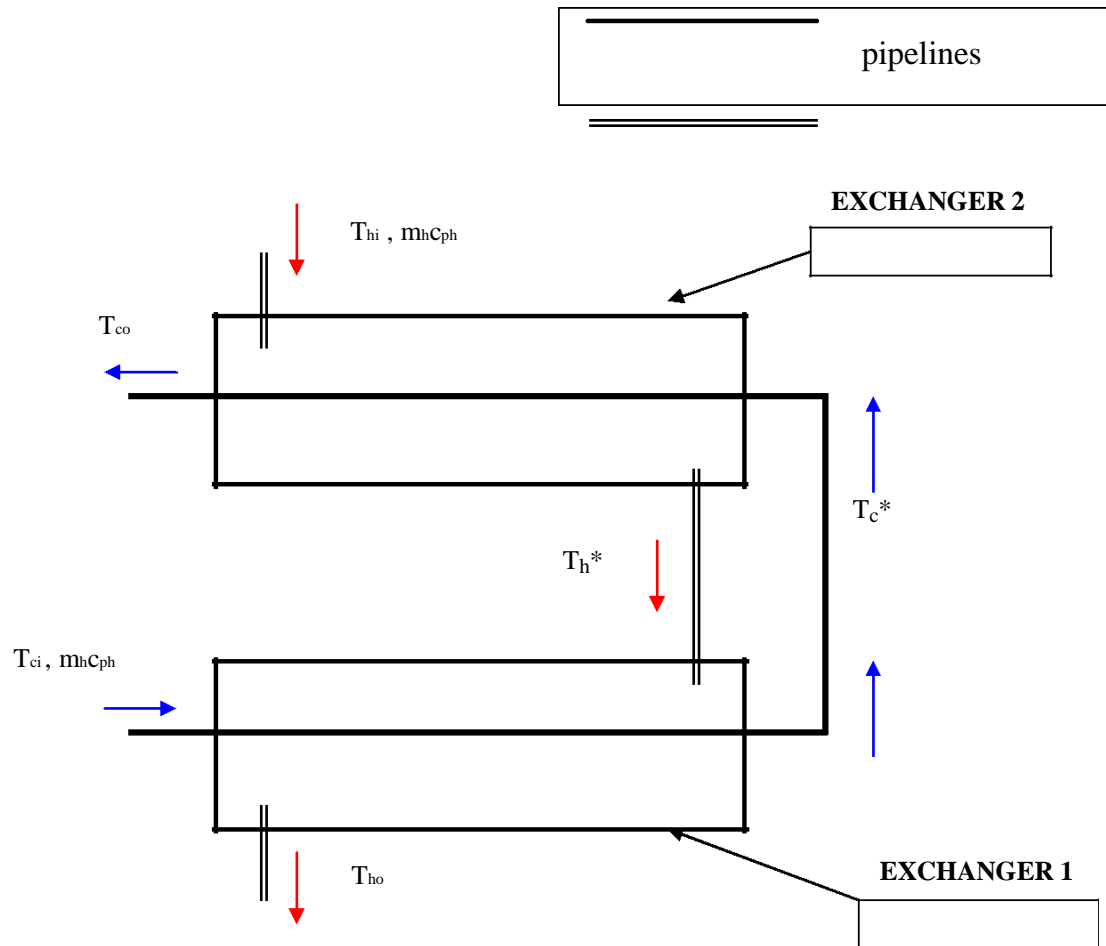 pipelines
EXCHANGER 2
Thi , mhcph
Tco
Tc*
Th*
Tci , mhcph
EXCHANGER 1
Tho